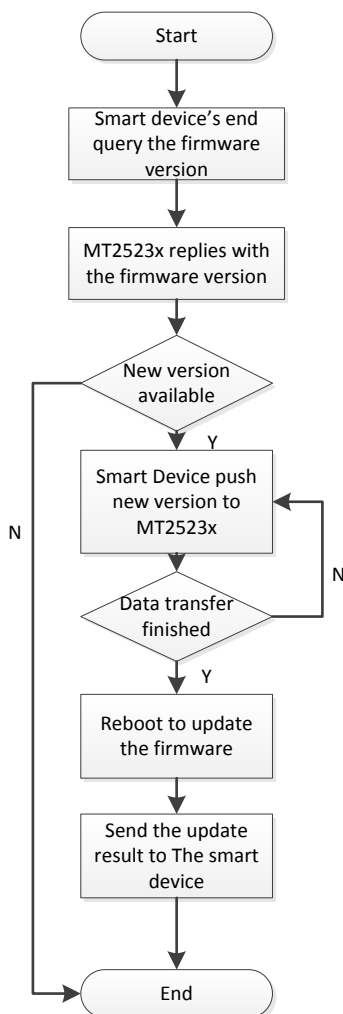 Start
Smart device's end
query the firmware
version
MT2523x replies with
the firmware version
New version
available
Y
Smart Device push
new version to
MT2523x
N
N
Data transfer
finished
Y
Reboot to update
the firmware
Send the update
result to The smart
device
End